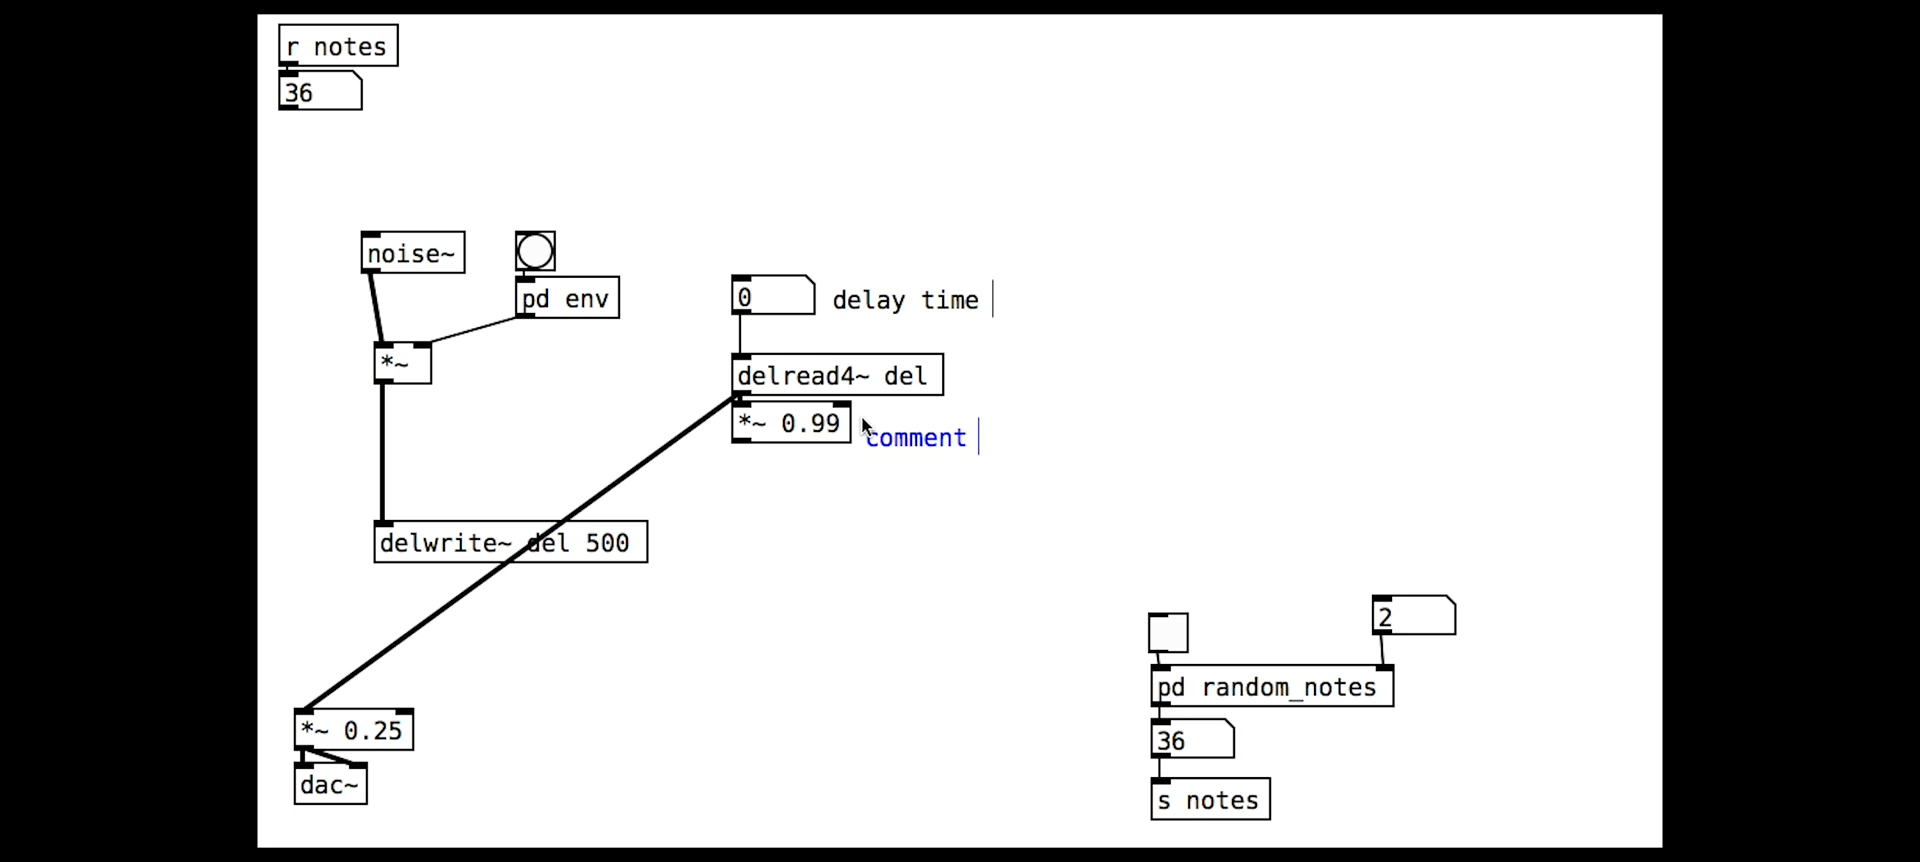 r notes
36
noise~
pd env
0
delay time
*~
delread4~ del
*~ 0.99
comment
delwrite~ del 500
2
pd random_notes
*~ 0.25
36
dac~
s notes